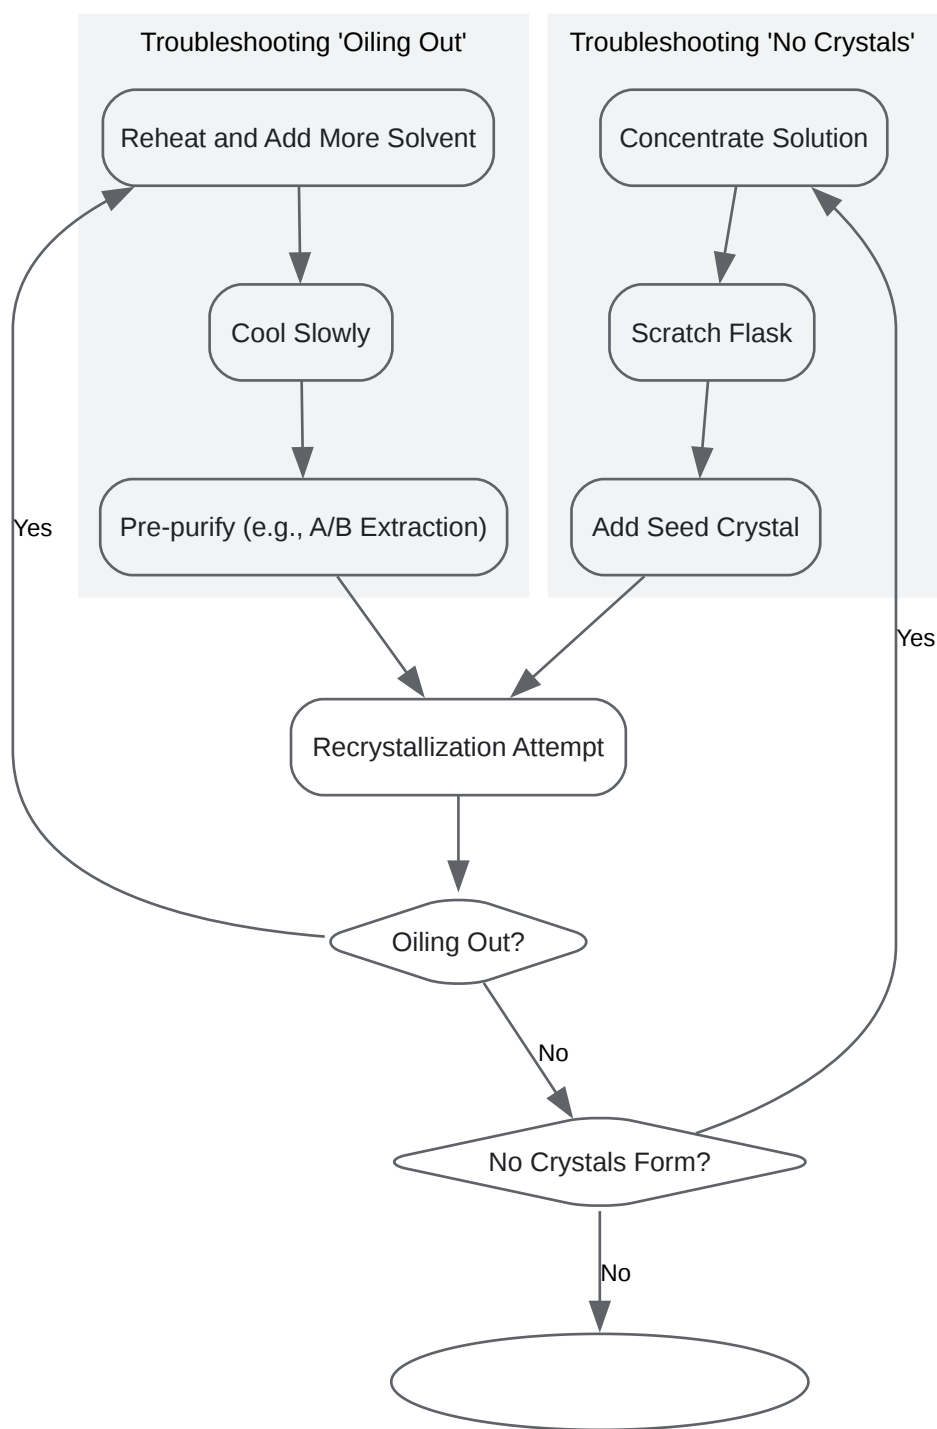 Troubleshooting 'Oiling Out'
Troubleshooting 'No Crystals'
Reheat and Add More Solvent
Concentrate Solution
Cool Slowly
Scratch Flask
Yes
Pre-purify (e.g., A/B Extraction)
Add Seed Crystal
Yes
Recrystallization Attempt
Oiling Out?
No
No Crystals Form?
No